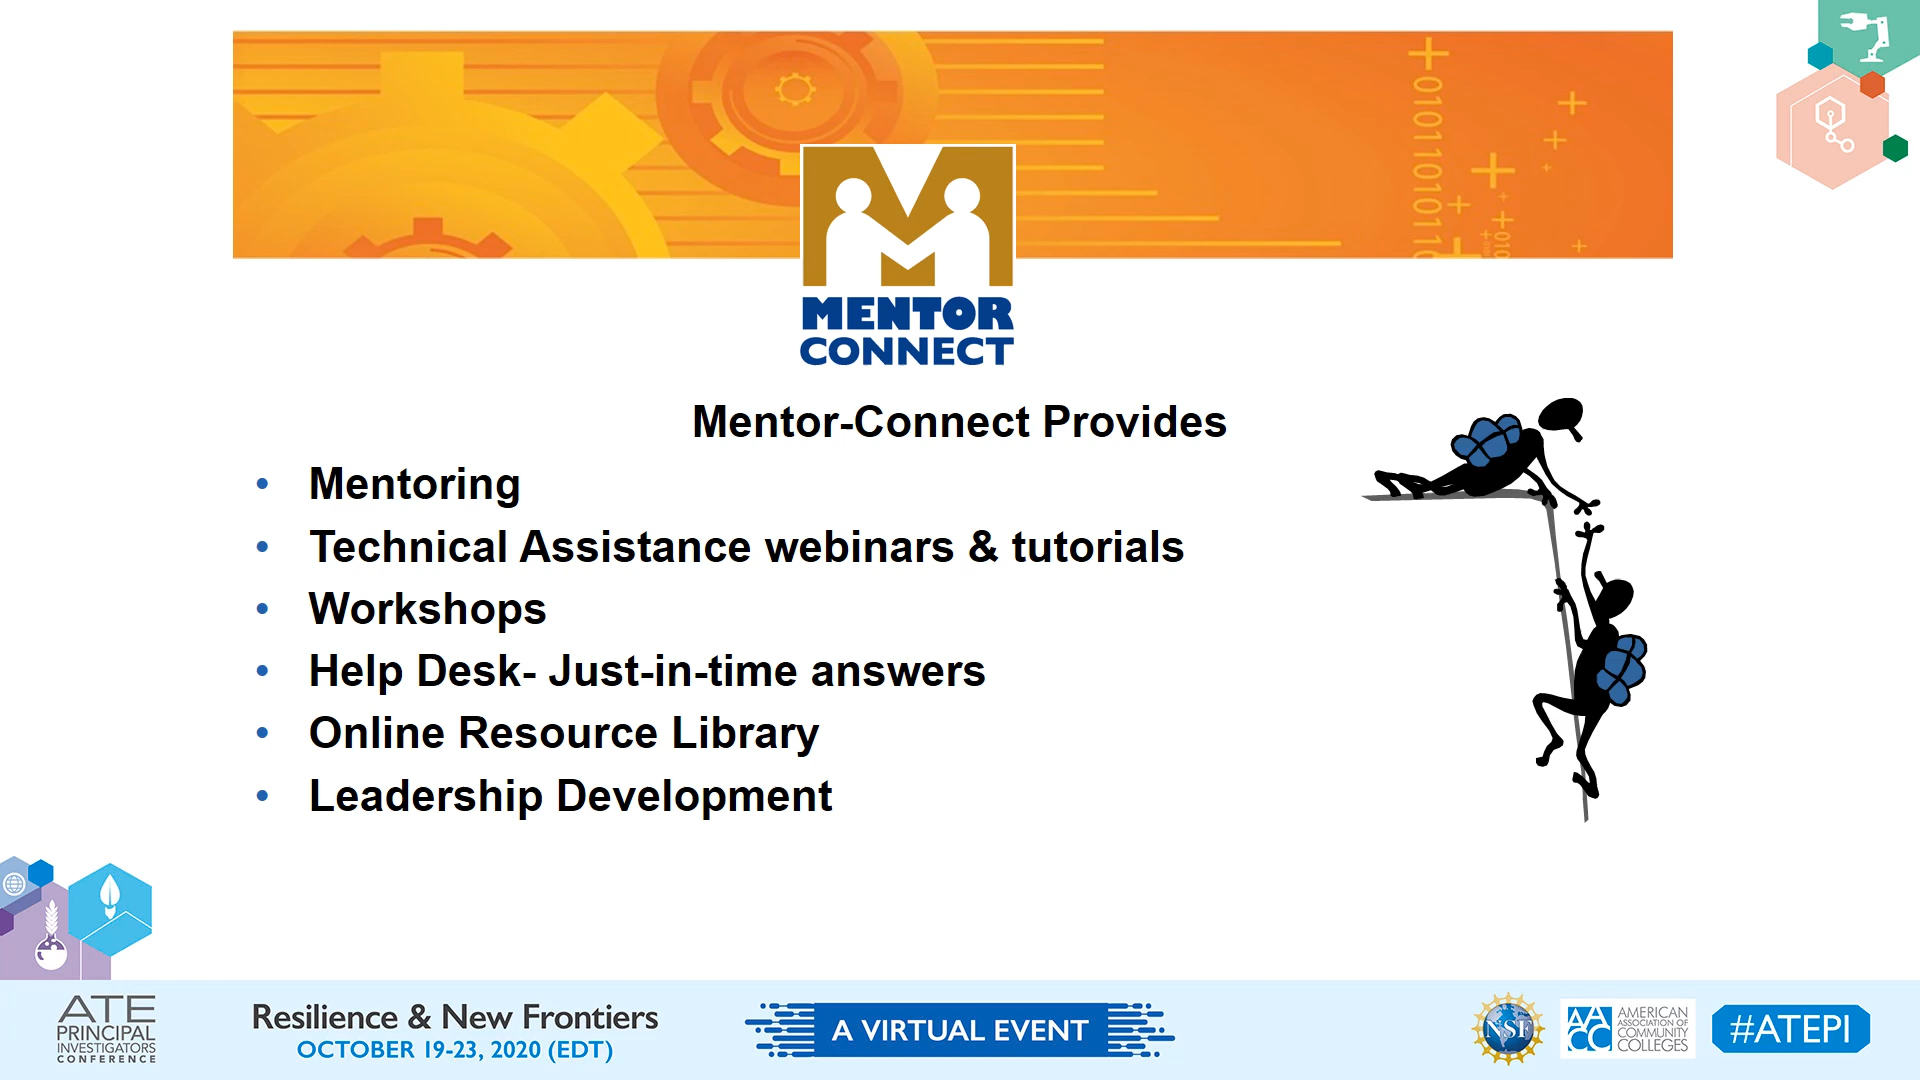 01011010101110
010
MENTOR
CONNECT
Mentor-Connect Provides
• Mentoring
• Technical Assistance webinars & tutorials
• Workshops
• Help Desk- Just-in-time answers
• Online Resource Library
• Leadership Development
ATE
PRINCIPAL
INVESTIGATORS
CONFERENCE
Resilience & New Frontiers
OCTOBER 19-23, 2020 (EDT)
A VIRTUAL EVENT
NSF
AACC
AMERICAN
ASSOCIATION OF
COMMUNITY
COLLEGES
#ATEPI